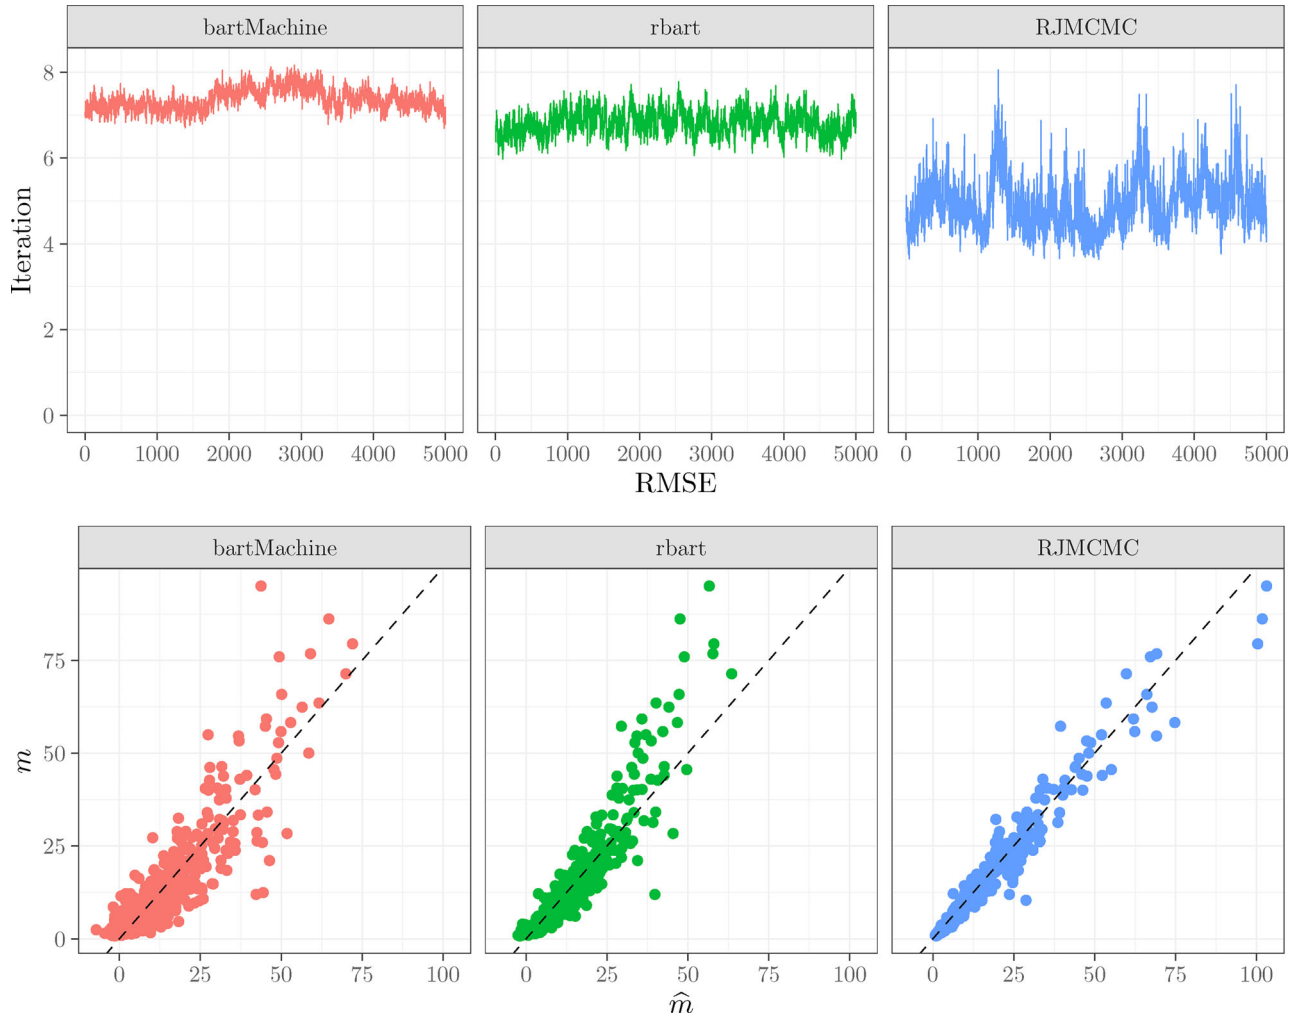 bartMachine rbart RJMCMC
8
6
4
2
0
Iteration
0 1000 2000 3000 4000 5000 0 1000 2000 3000 4000 5000 0 1000 2000 3000 4000 5000
RMSE
bartMachine rbart RJMCMC
75
50
25
0
m
0 25 50 75 100 0 25 50 75 100 0 25 50 75 100
m̂